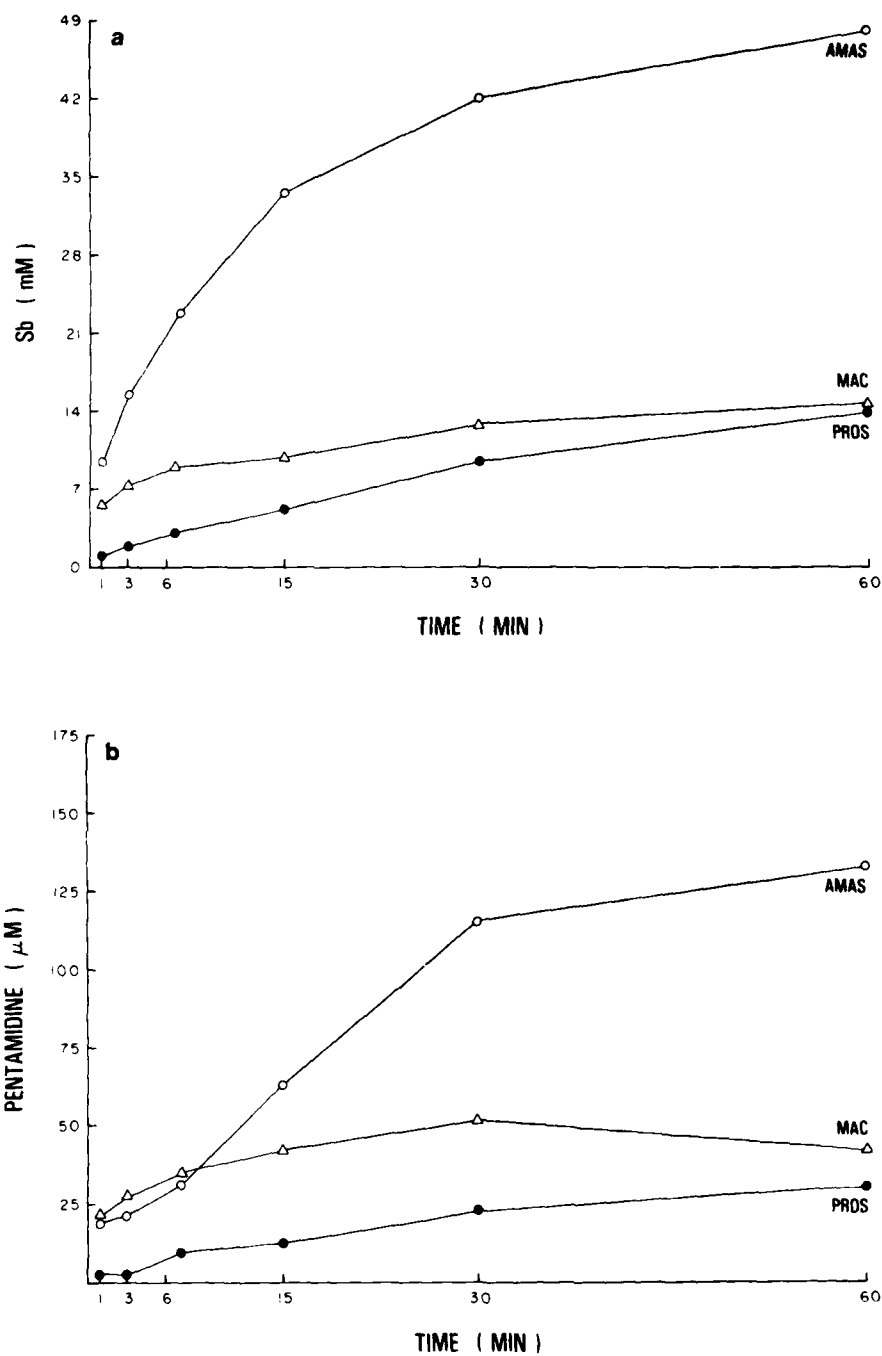 a
49
42
35
28
21
14
7
0
Sb ( mM )
AMAS
MAC
PROS
1 3 6 15 30 60
TIME ( MIN )
b
175
150
125
100
75
50
25
PENTAMIDINE ( μM )
AMAS
MAC
PROS
1 3 6 15 30 60
TIME ( MIN )